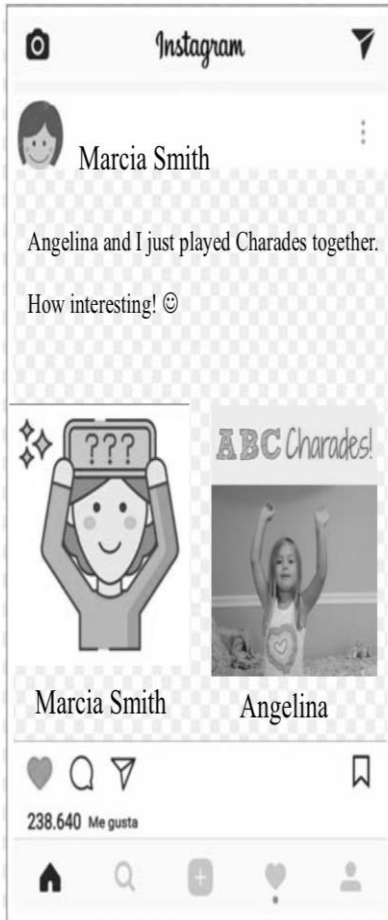 Instagram
Marcia Smith
Angelina and I just played Charades together.
How interesting! ☺
???
ABC Charades!
Marcia Smith
Angelina
238.640 Me gusta